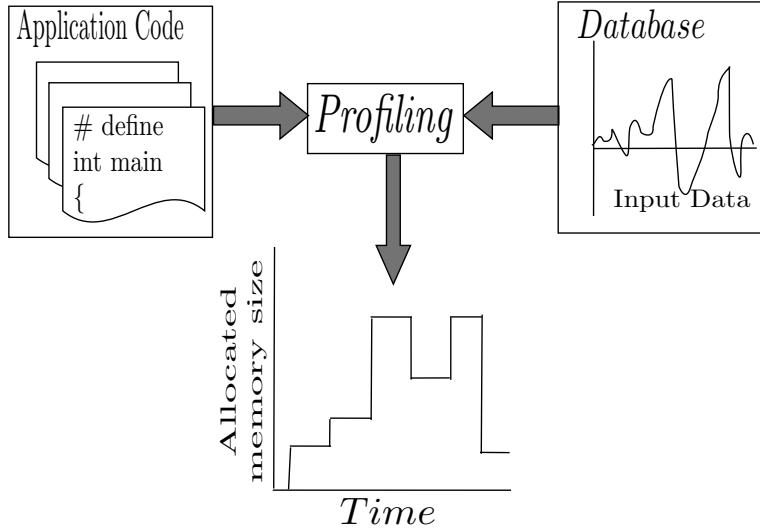 Application Code
# define
int main
{
Profiling
Database
Input Data
Allocated
memory size
Time